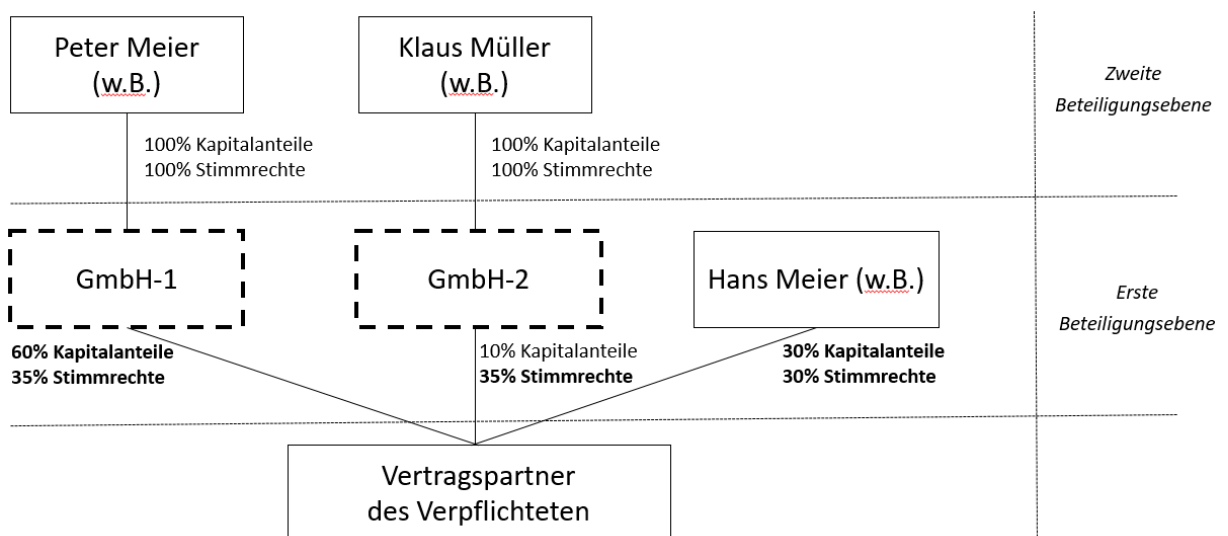 Peter Meier
(w.B.)
Klaus Müller
(w.B.)
Zweite
Beteiligungsebene
100% Kapitalanteile
100% Stimmrechte
100% Kapitalanteile
100% Stimmrechte
GmbH-1
GmbH-2
Hans Meier (w.B.)
Erste
Beteiligungsebene
60% Kapitalanteile
35% Stimmrechte
10% Kapitalanteile
35% Stimmrechte
30% Kapitalanteile
30% Stimmrechte
Vertragspartner
des Verpflichteten